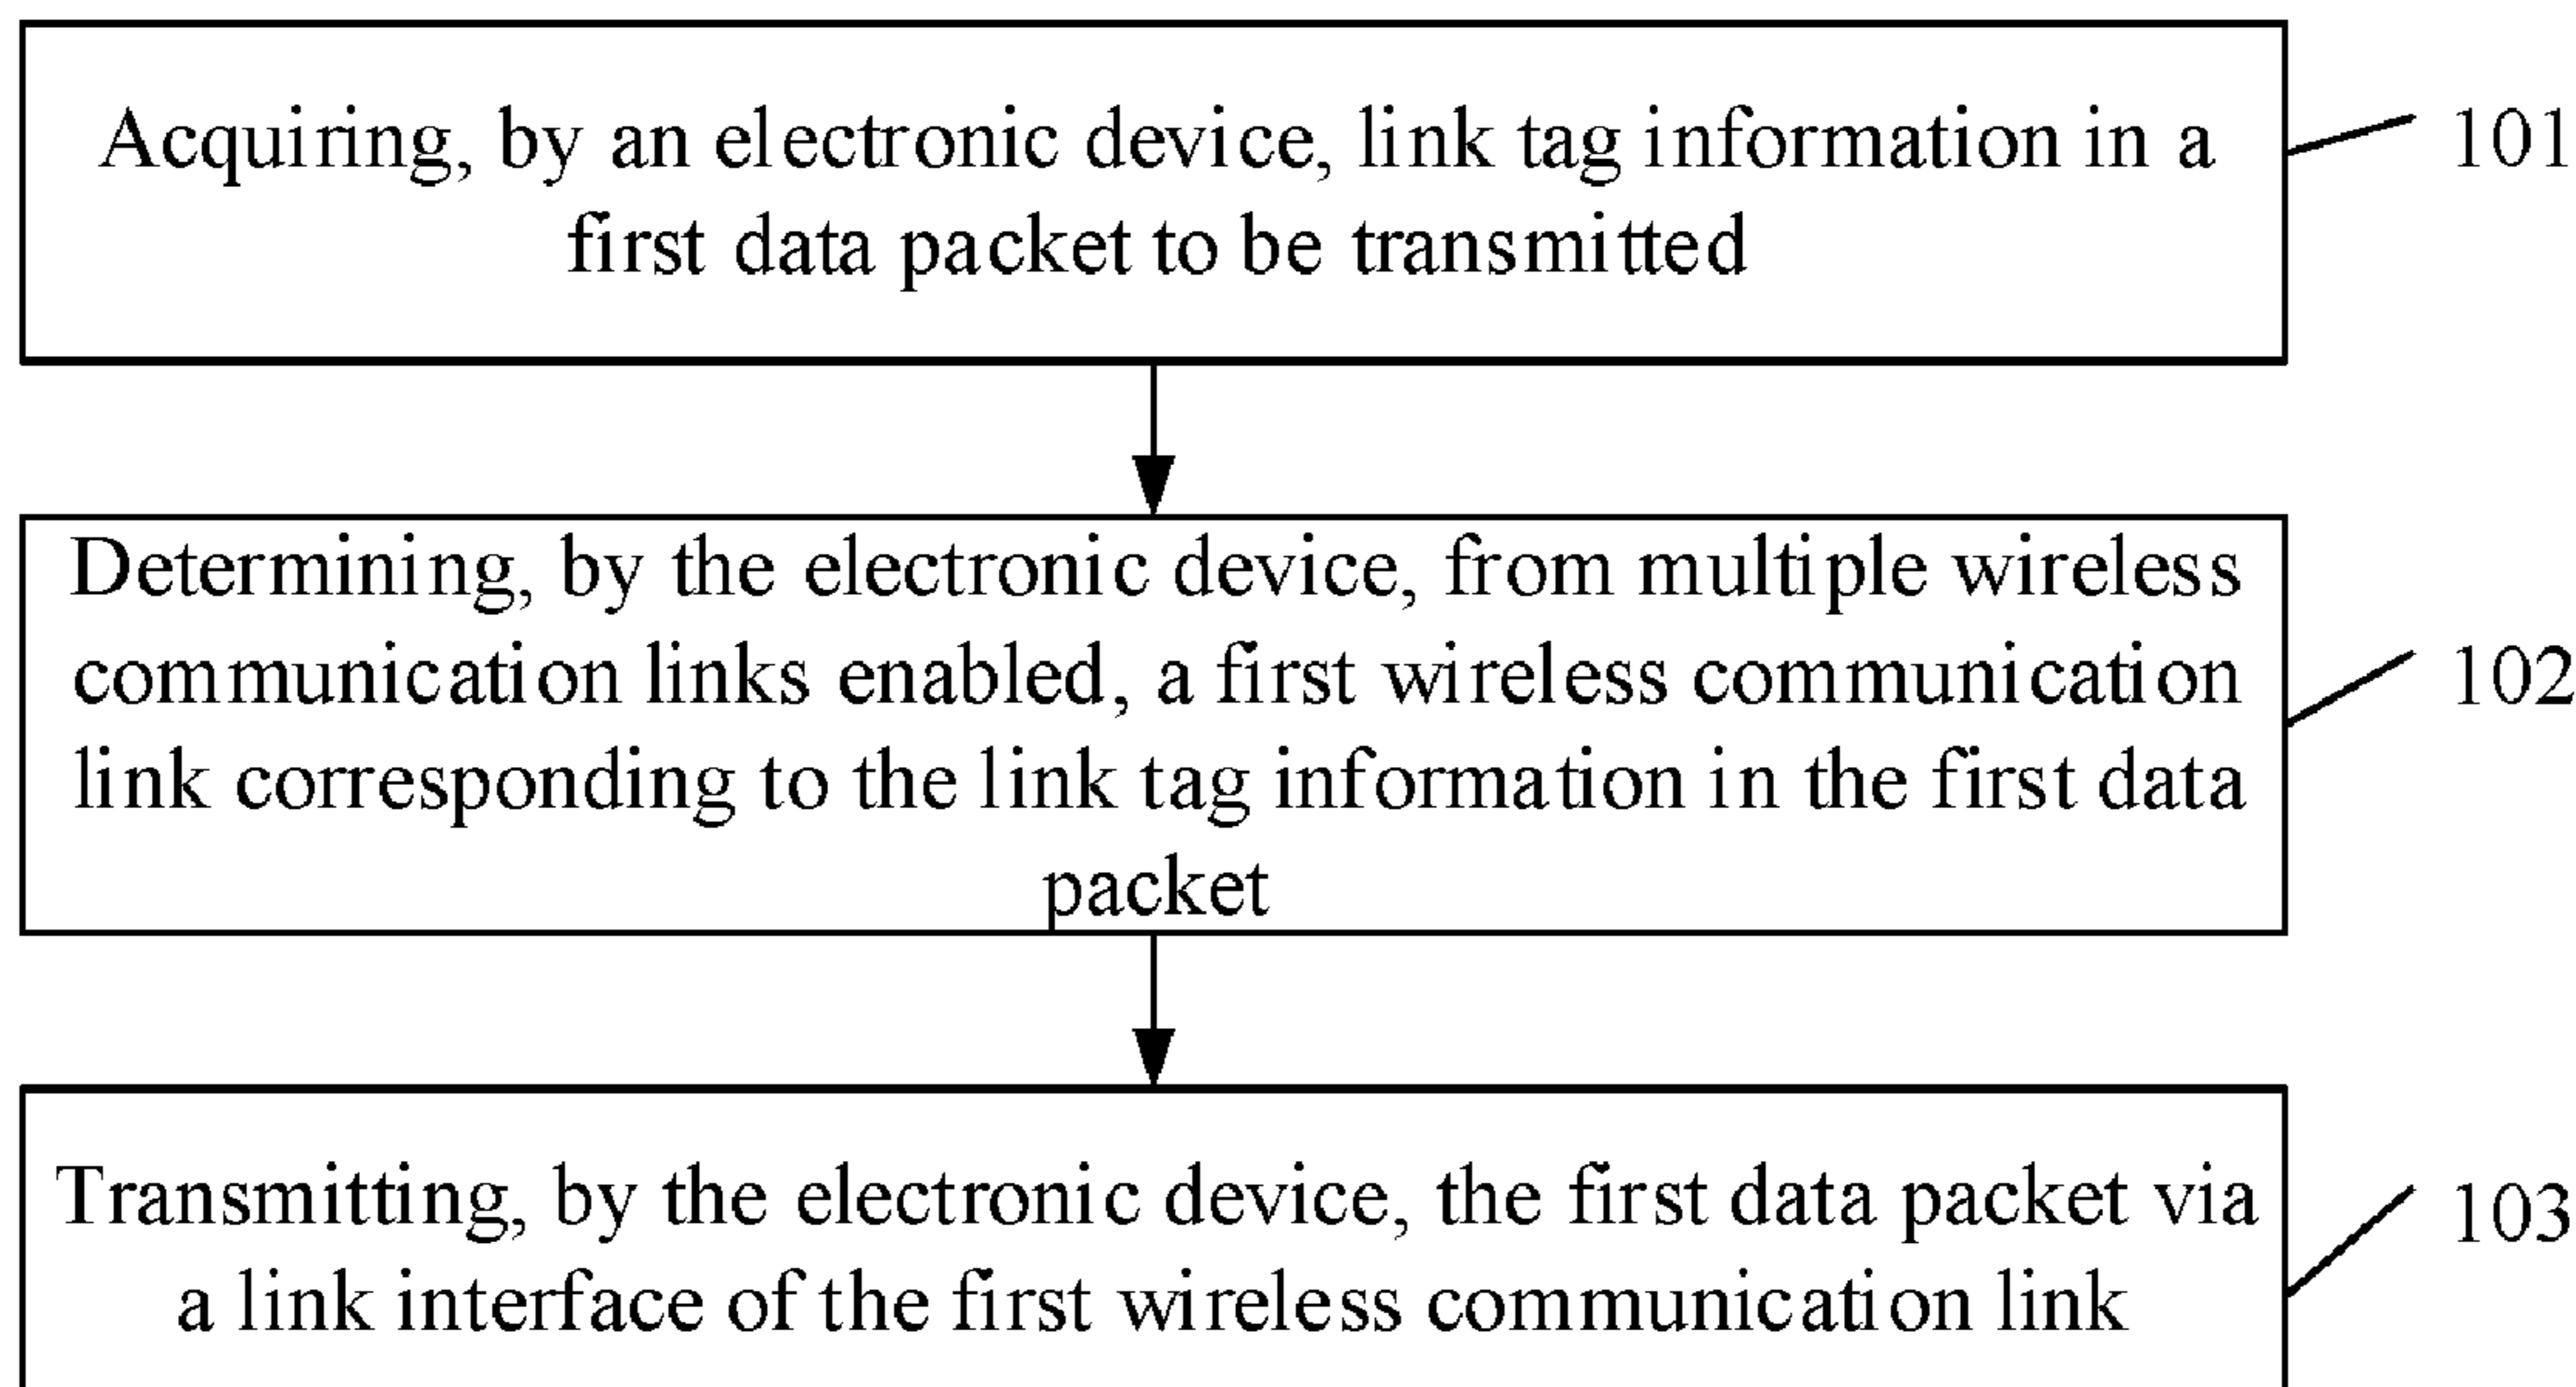 Acquiring, by an electronic device, link tag information in a
first data packet to be transmitted
101
Determining, by the electronic device, from multiple wireless
communication links enabled, a first wireless communication
link corresponding to the link tag information in the first data
packet
102
Transmitting, by the electronic device, the first data packet via
a link interface of the first wireless communication link
103